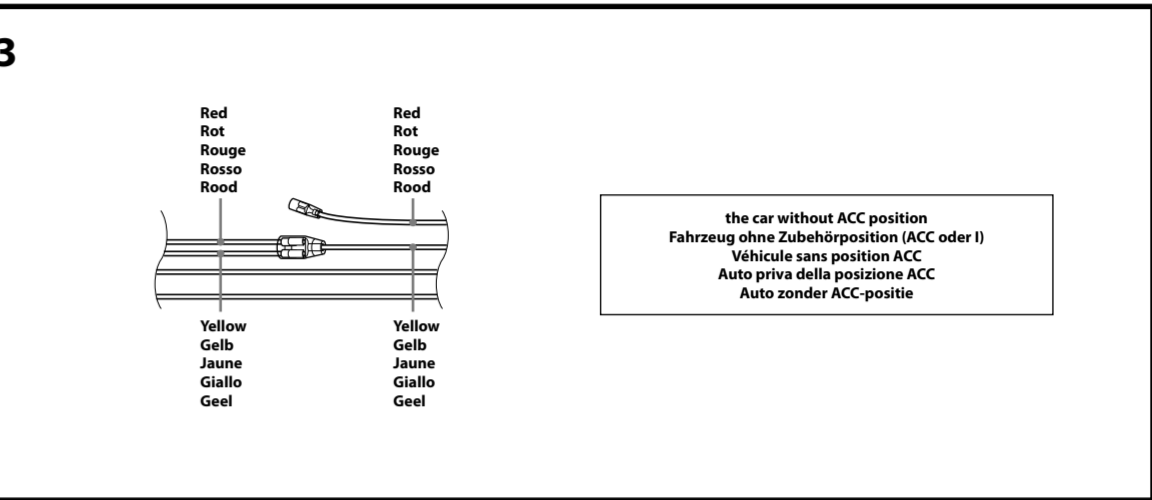 3
Red
Rot
Rouge
Rosso
Rood
Red
Rot
Rouge
Rosso
Rood
Yellow
Gelb
Jaune
Giallo
Geel
Yellow
Gelb
Jaune
Giallo
Geel
the car without ACC position
Fahrzeug ohne Zubehörposition (ACC oder I)
Véhicule sans position ACC
Auto priva della posizione ACC
Auto zonder ACC-positie